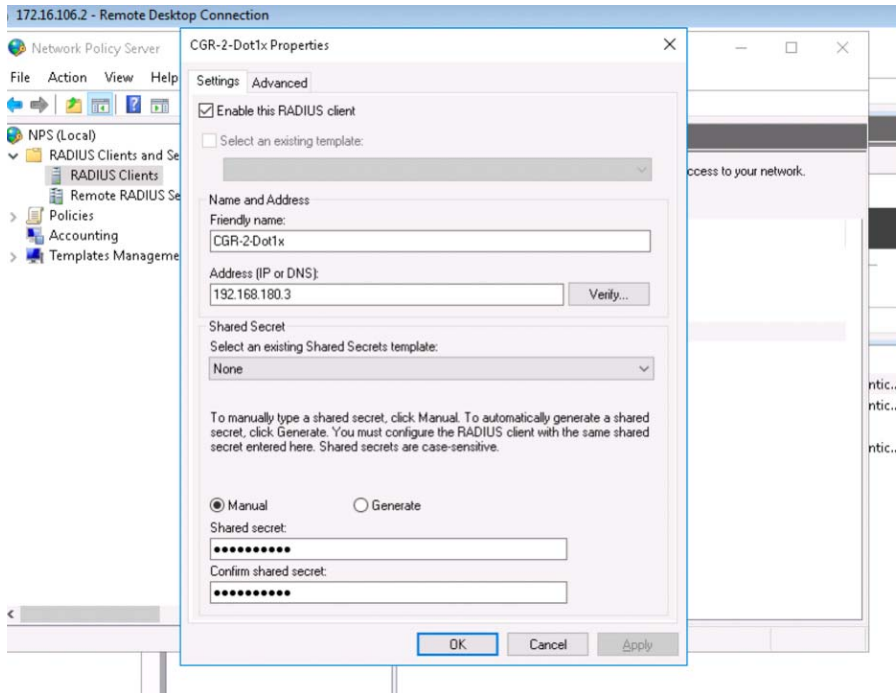 172.16.106.2 - Remote Desktop Connection
Network Policy Server
File Action View Help
NPS (Local)
RADIUS Clients and Se
RADIUS Clients
Remote RADIUS Se
Policies
Accounting
Templates Manageme
CGR-2-Dot1x Properties
Settings
Advanced
Enable this RADIUS client
Select an existing template:
Name and Address
Friendly name:
CGR-2-Dot1x
Address (IP or DNS):
192.168.180.3
Verify...
Shared Secret
Select an existing Shared Secrets template:
None
To manually type a shared secret, click Manual. To automatically generate a shared
secret, click Generate. You must configure the RADIUS client with the same shared
secret entered here. Shared secrets are case-sensitive.
Manual
Generate
Shared secret:
●●●●●●●●●●
Confirm shared secret:
●●●●●●●●●●
OK
Cancel
Apply
ccess to your network.
ntic..
ntic..
ntic..